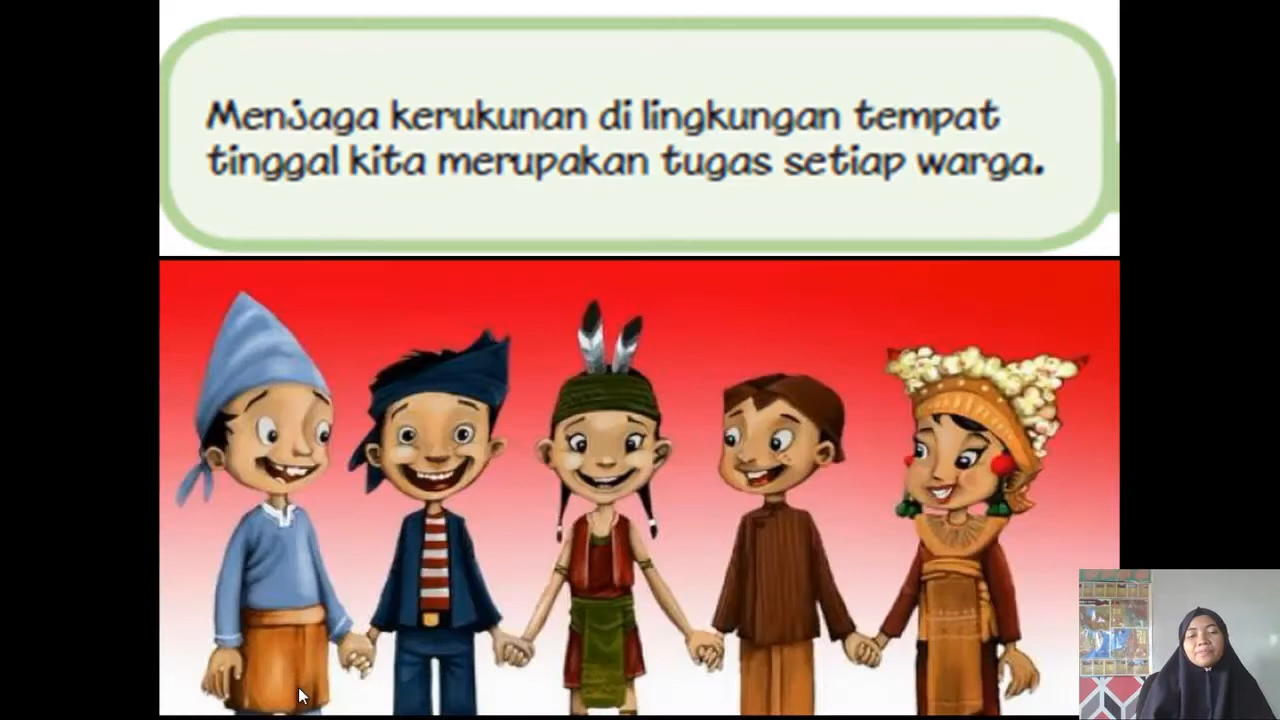 Menjaga kerukunan di lingkungan tempat
tinggal kita merupakan tugas setiap warga.